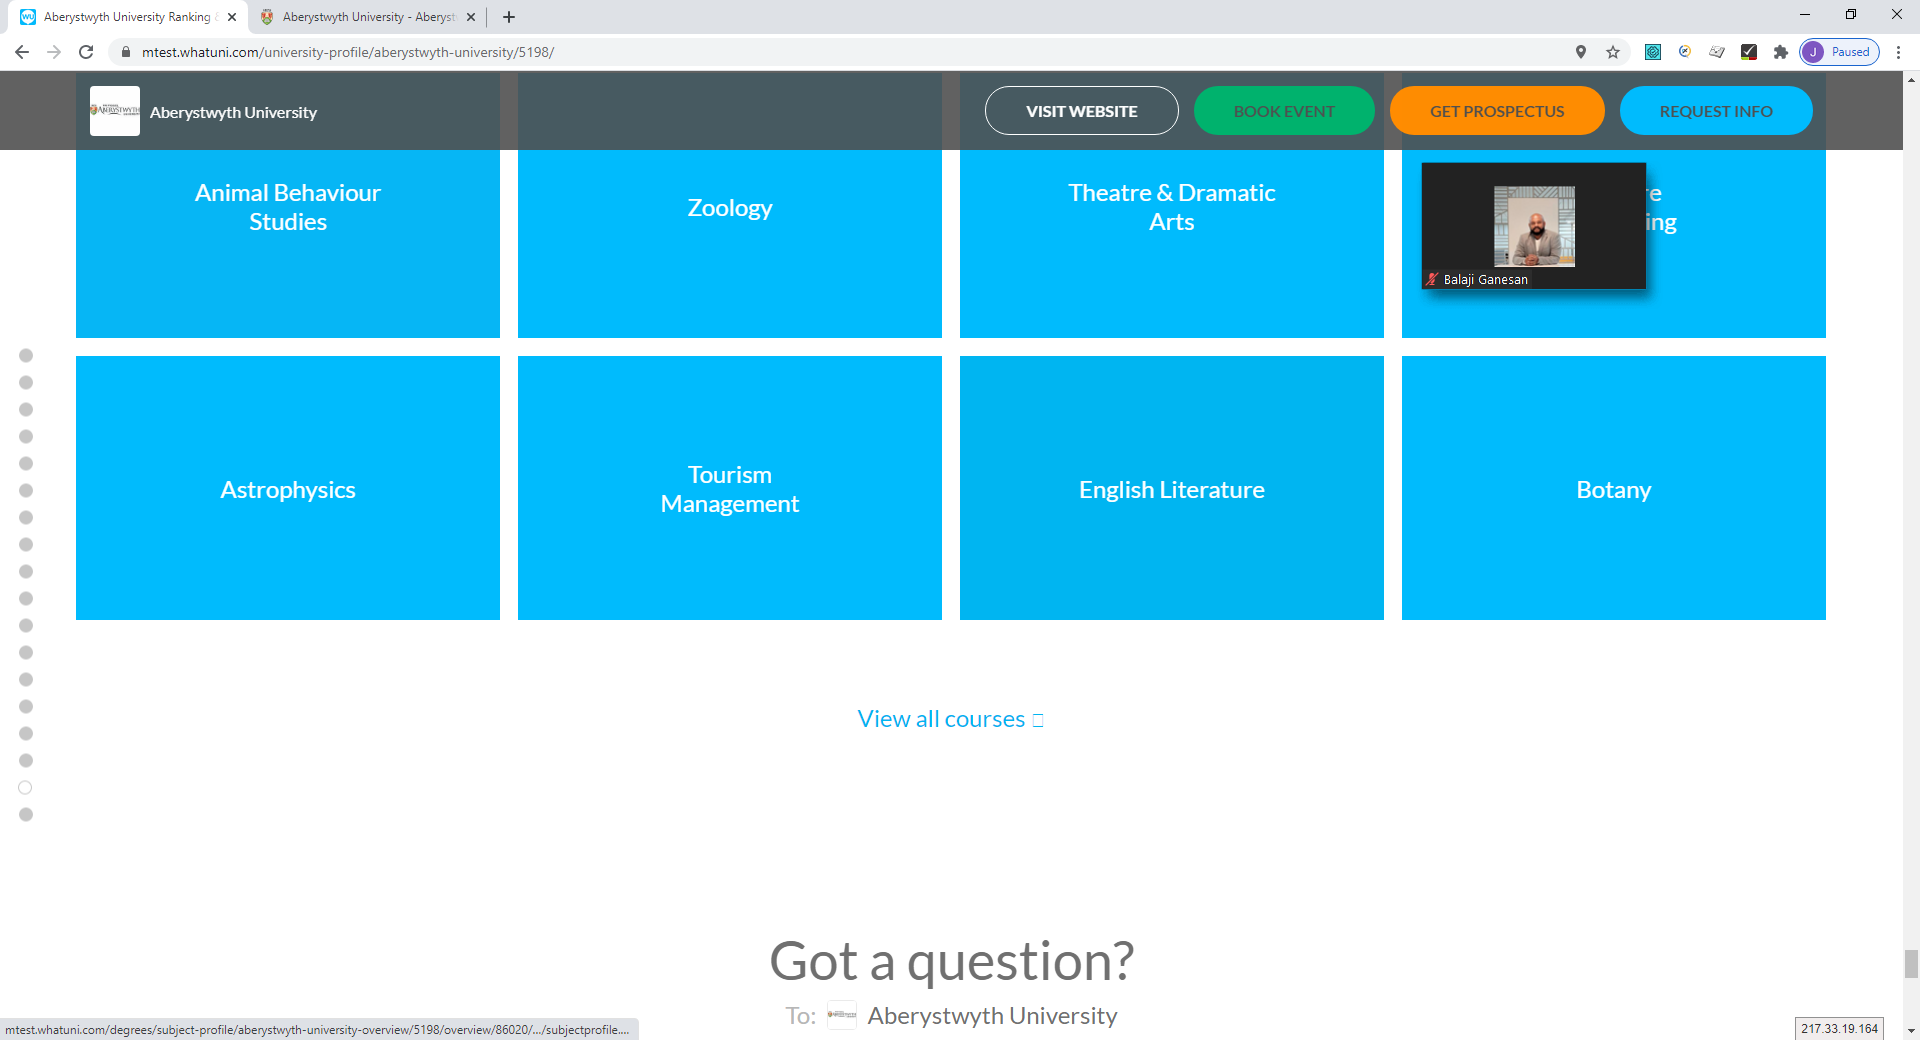 Aberystwyth University Ranking
Aberystwyth University - Aberyst
mtest.whatuni.com/university-profile/aberystwyth-university/5198/
J Paused
Aberystwyth University
VISIT WEBSITE
BOOK EVENT
GET PROSPECTUS
REQUEST INFO
Animal Behaviour
Studies
Zoology
Theatre & Dramatic
Arts
re
ing
Balaji Ganesan
Astrophysics
Tourism
Management
English Literature
Botany
View all courses
Got a question?
To: Aberystwyth University
mtest.whatuni.com/degrees/subject-profile/aberystwyth-university-overview/5198/overview/86020/.../subjectprofile....
217.33.19.164